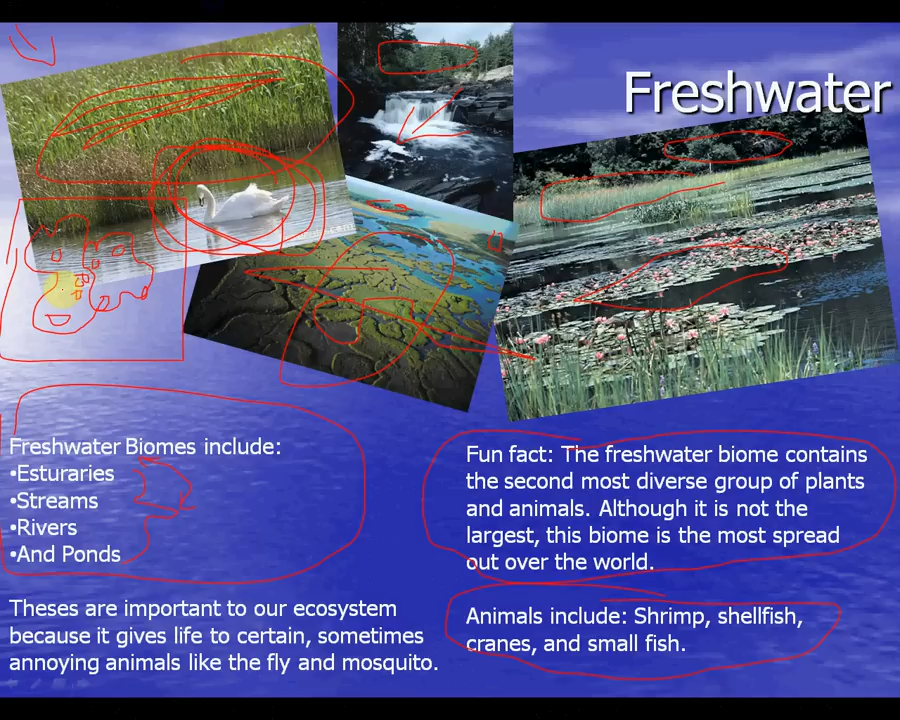 Freshwater
Freshwater Biomes include:
•Esturaries
•Streams
•Rivers
•And Ponds
Theses are important to our ecosystem
because it gives life to certain, sometimes
annoying animals like the fly and mosquito.
Fun fact: The freshwater biome contains
the second most diverse group of plants
and animals. Although it is not the
largest, this biome is the most spread
out over the world.
Animals include: Shrimp, shellfish,
cranes, and small fish.